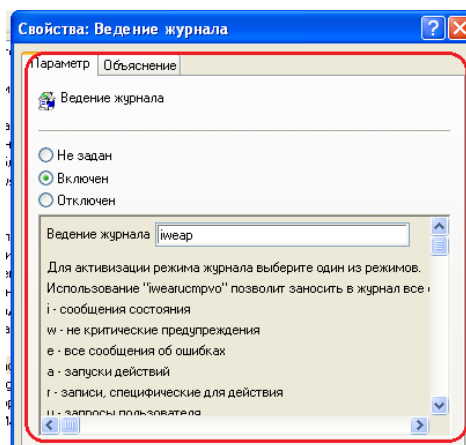 Свойства: Ведение журнала
Параметр Объяснение
Ведение журнала
Не задан
Включен
Отключен
Ведение журнала iweap
Для активизации режима журнала выберите один из режимов.
Использование "iwearucmpvo" позволит заносить в журнал все
i - сообщения состояния
w - не критические предупреждения
e - все сообщения об ошибках
a - запуски действий
r - записи, специфические для действия
u - запросы пользователя